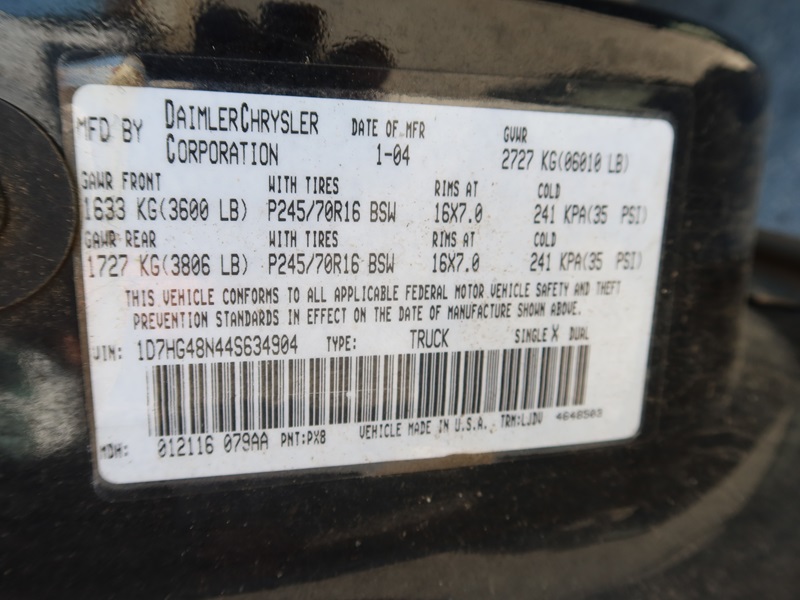 MFD BY DAIMLERCHRYSLER CORPORATION DATE OF MFR 1-04 GVWR 2727 KG(06010 LB)
GAWR FRONT WITH TIRES RIMS AT COLD
1633 KG(3600 LB) P245/70R16 BSW 16X7.0 241 KPA(35 PSI)
GAWR REAR WITH TIRES RIMS AT COLD
1727 KG(3806 LB) P245/70R16 BSW 16X7.0 241 KPA(35 PSI)
THIS VEHICLE CONFORMS TO ALL APPLICABLE FEDERAL MOTOR VEHICLE SAFETY AND THEFT
PREVENTION STANDARDS IN EFFECT ON THE DATE OF MANUFACTURE SHOWN ABOVE.
VIN: 1D7HG48N44S634904 TYPE: TRUCK SINGLE X DUAL
MDH: 012116 079AA PNT:PX8 VEHICLE MADE IN U.S.A. TRM:LJDV 4648503